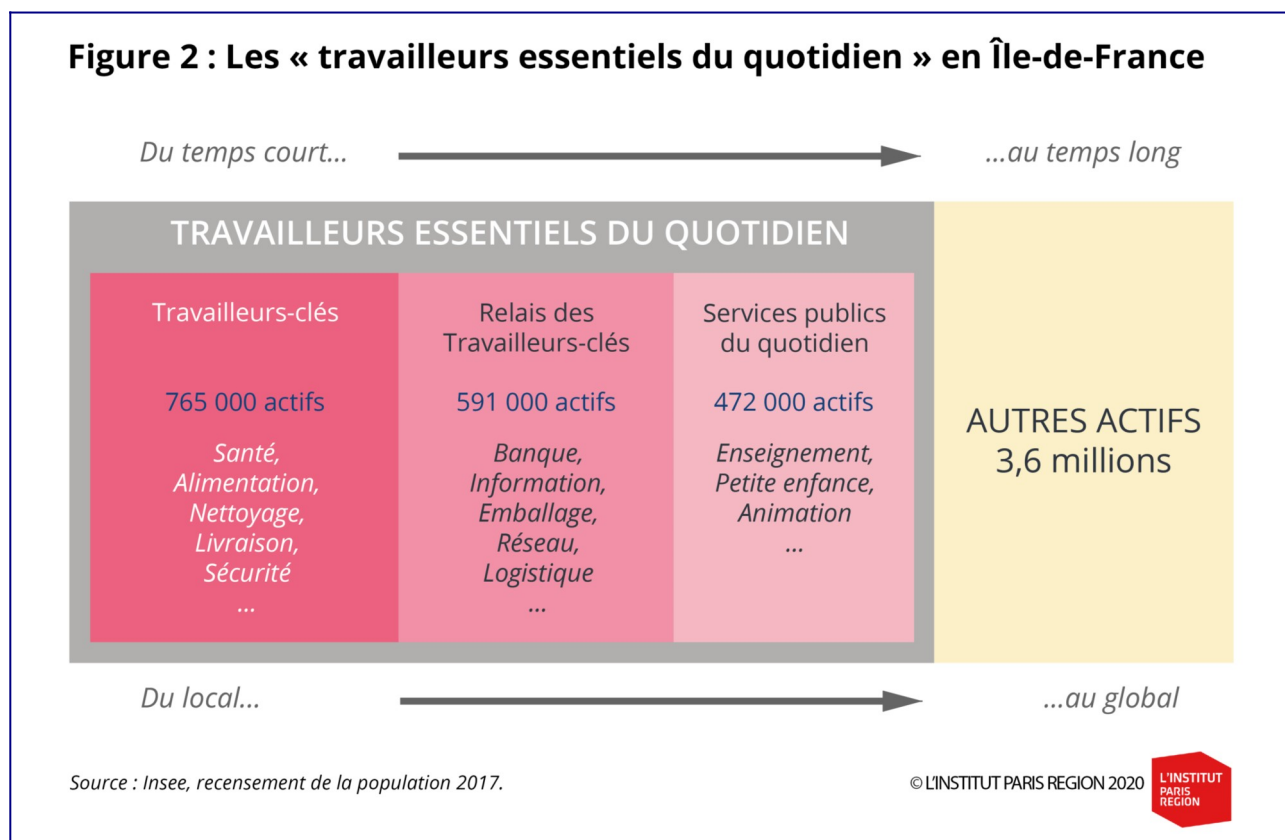 Figure 2 : Les « travailleurs essentiels du quotidien » en Île-de-France
Du temps court...
...au temps long
TRAVAILLEURS ESSENTIELS DU QUOTIDIEN
Travailleurs-clés
765 000 actifs
Santé,
Alimentation,
Nettoyage,
Livraison,
Sécurité
...
Relais des
Travailleurs-clés
591 000 actifs
Banque,
Information,
Emballage,
Réseau,
Logistique
...
Services publics
du quotidien
472 000 actifs
Enseignement,
Petite enfance,
Animation
...
AUTRES ACTIFS
3,6 millions
Du local...
...au global
Source : Insee, recensement de la population 2017.
© L'INSTITUT PARIS REGION 2020
L'INSTITUT
PARIS
REGION